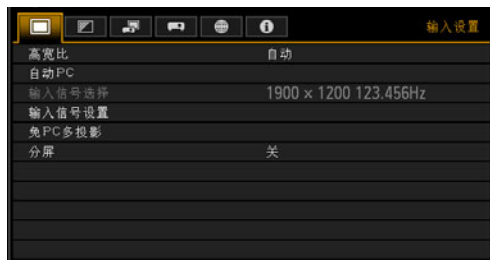 输入设置
高宽比 自动
自动PC
输入信号选择 1900 x 1200 123.456Hz
输入信号设置
免PC多投影
分屏 关